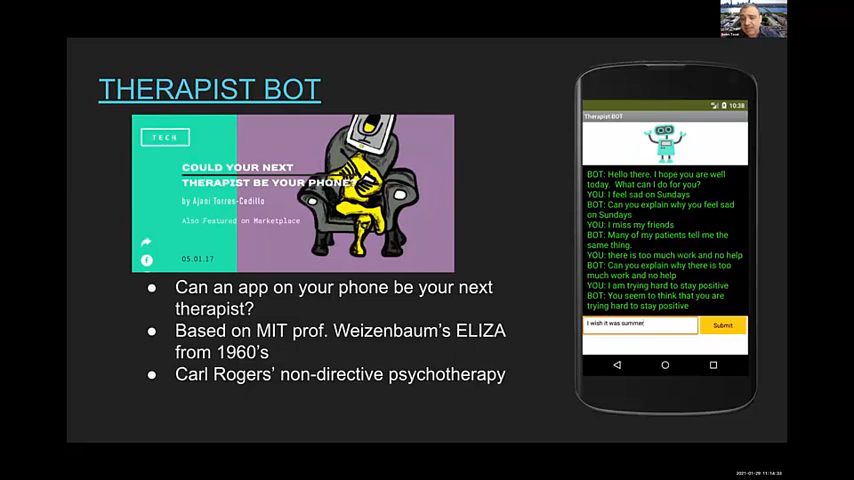 THERAPIST BOT
TECH
COULD YOUR NEXT
THERAPIST BE YOUR PHONE?
by Ajani Torres-Cedillo
Also Featured on Marketplace
05.01.17
● Can an app on your phone be your next
therapist?
● Based on MIT prof. Weizenbaum's ELIZA
from 1960's
● Carl Rogers' non-directive psychotherapy
10:38
Therapist BOT
BOT: Hello there. I hope you are well
today. What can I do for you?
YOU: I feel sad on Sundays
BOT: Can you explain why you feel sad
on Sundays
YOU: I miss my friends
BOT: Many of my patients tell me the
same thing.
YOU: there is too much work and no help
BOT: Can you explain why there is too
much work and no help
YOU: I am trying hard to stay positive
BOT: You seem to think that you are
trying hard to stay positive
I wish it was summer
Submit
2021-01-29 11:14:33